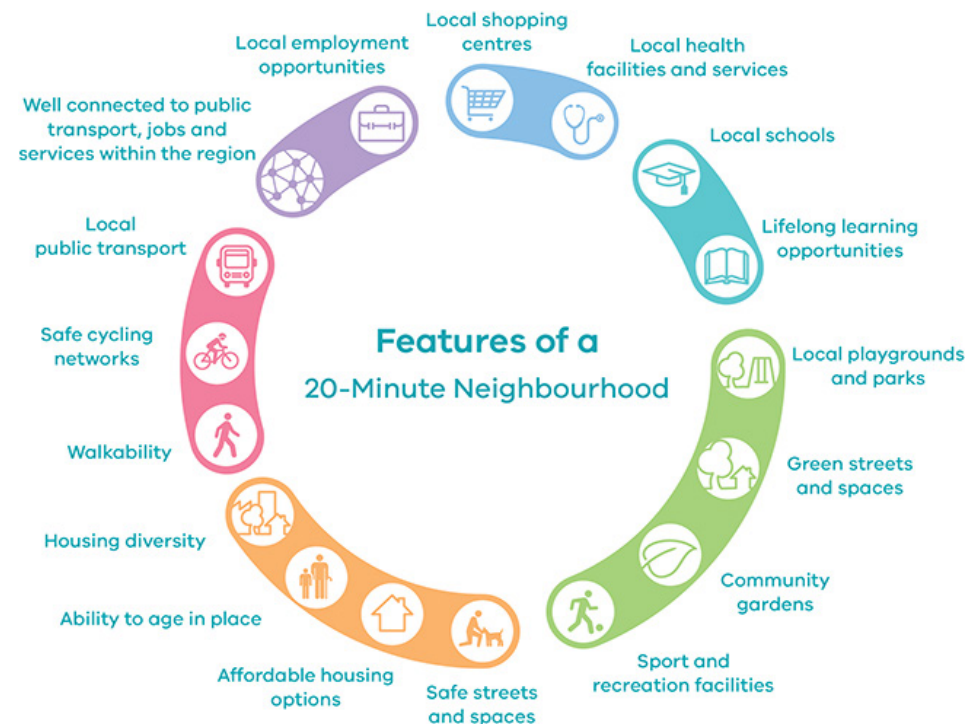 Features of a
20-Minute Neighbourhood
Local shopping
centres
Local health
facilities and services
Local schools
Lifelong learning
opportunities
Local playgrounds
and parks
Green streets
and spaces
Community
gardens
Sport and
recreation facilities
Safe streets
and spaces
Affordable housing
options
Ability to age in place
Housing diversity
Walkability
Safe cycling
networks
Local
public transport
Well connected to public
transport, jobs and
services within the region
Local employment
opportunities